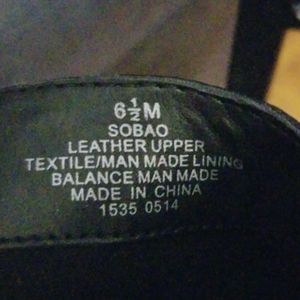 6½M
SOBAO
LEATHER UPPER
TEXTILE/MAN MADE LINING
BALANCE MAN MADE
MADE IN CHINA
1535 0514